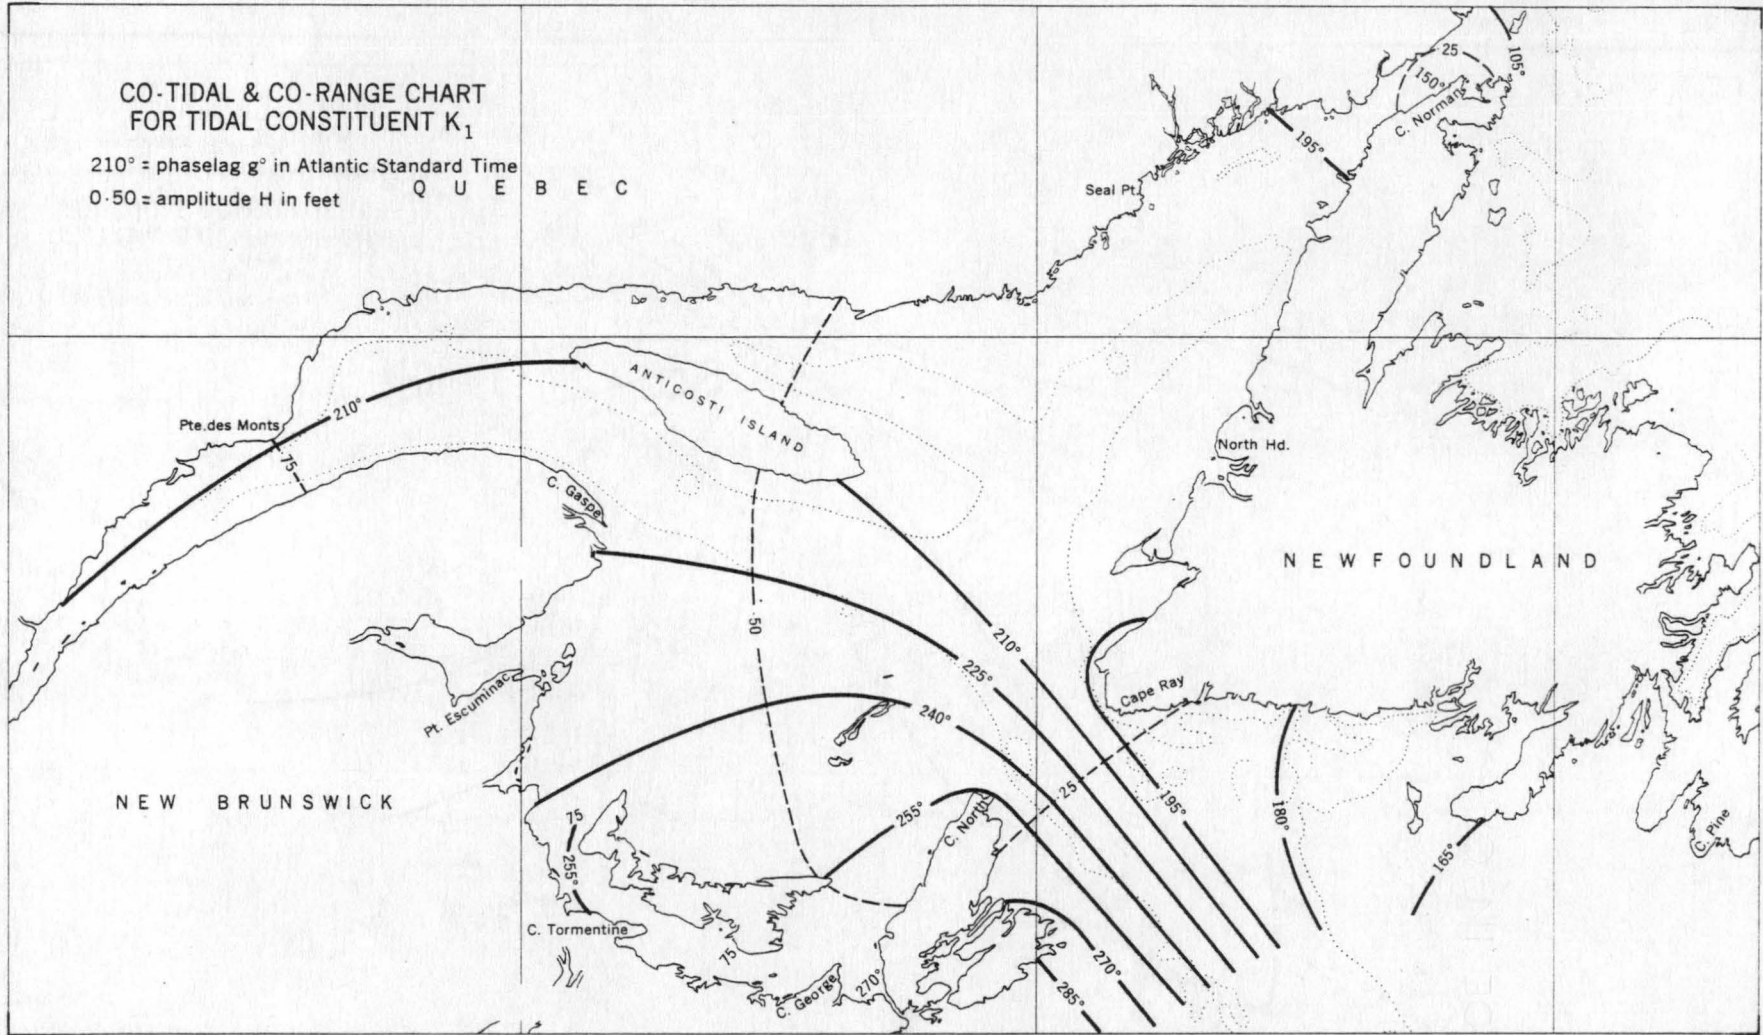 CO-TIDAL & CO-RANGE CHART
FOR TIDAL CONSTITUENT K₁
210° = phaselag g° in Atlantic Standard Time
0·50 = amplitude H in feet
QUEBEC
25
105°
150°
C. Norman
195°
Seal Pt.
ANTICOSTI ISLAND
210°
Pte. des Monts
75
North Hd.
C. Gaspe
NEWFOUNDLAND
50
210°
225°
Cape Ray
Pt. Escuminac
240°
NEW BRUNSWICK
25
195°
180°
255°
C. North
75
255°
C. Pine
165°
C. Tormentine
75
270°
C. George
270°
285°